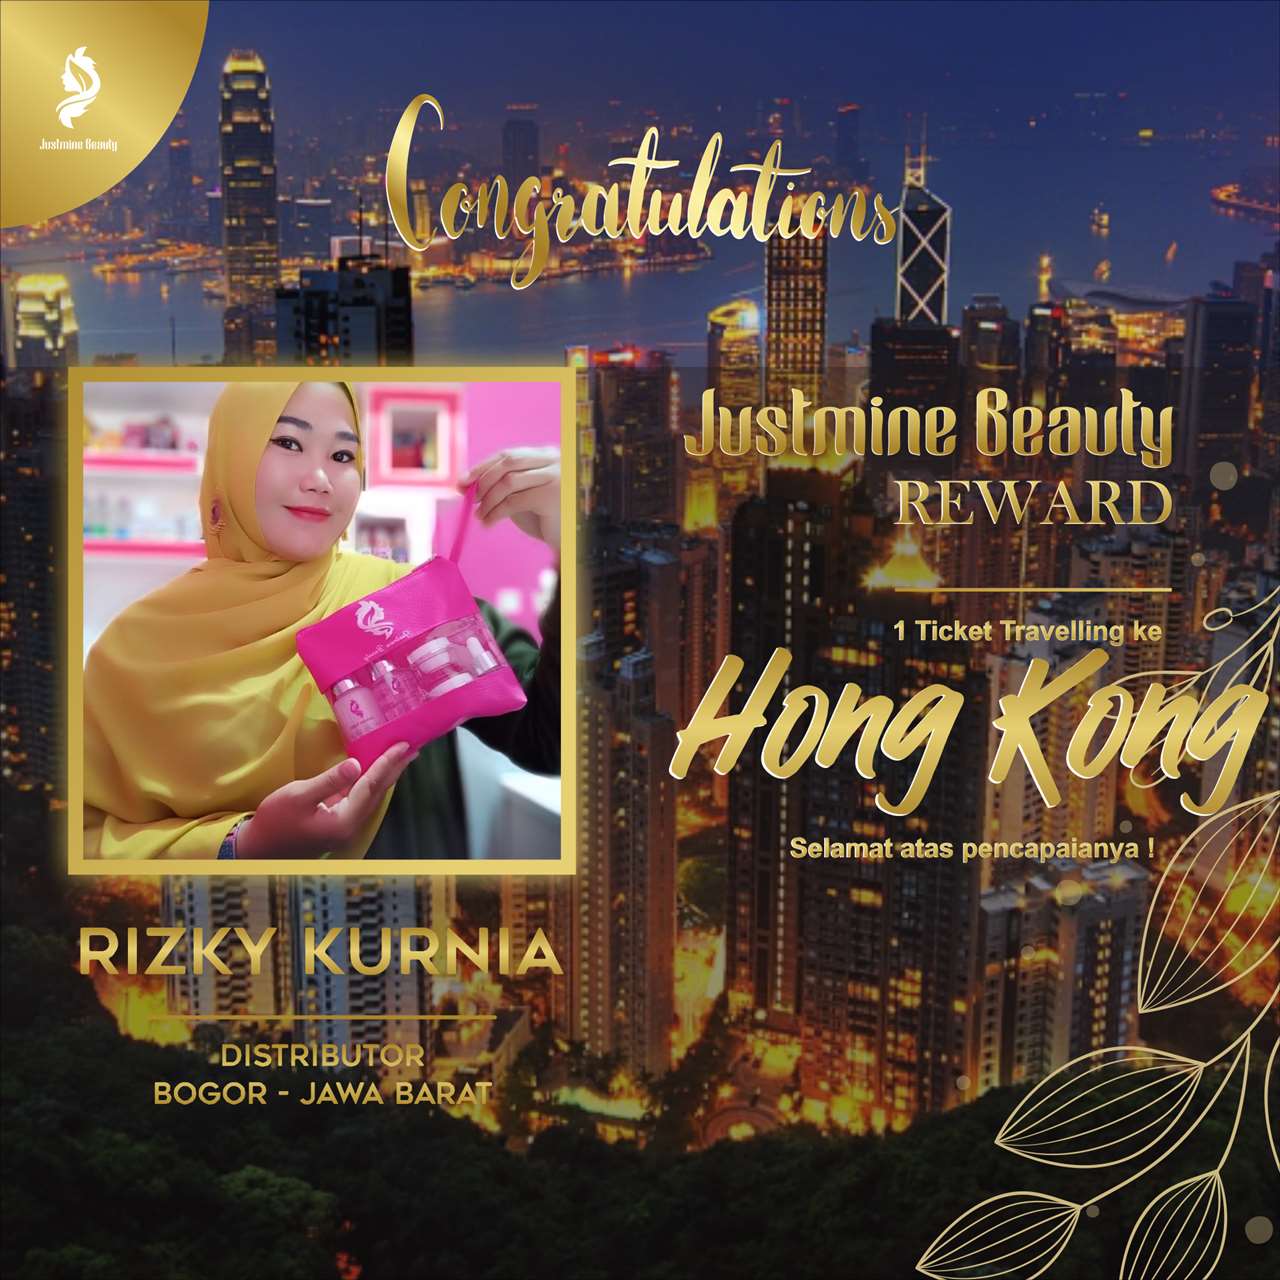 Justmine Beauty
Congratulations
Justmine Beauty
REWARD
1 Ticket Travelling ke
Hong Kong
Selamat atas pencapaianya !
RIZKY KURNIA
DISTRIBUTOR
BOGOR - JAWA BARAT